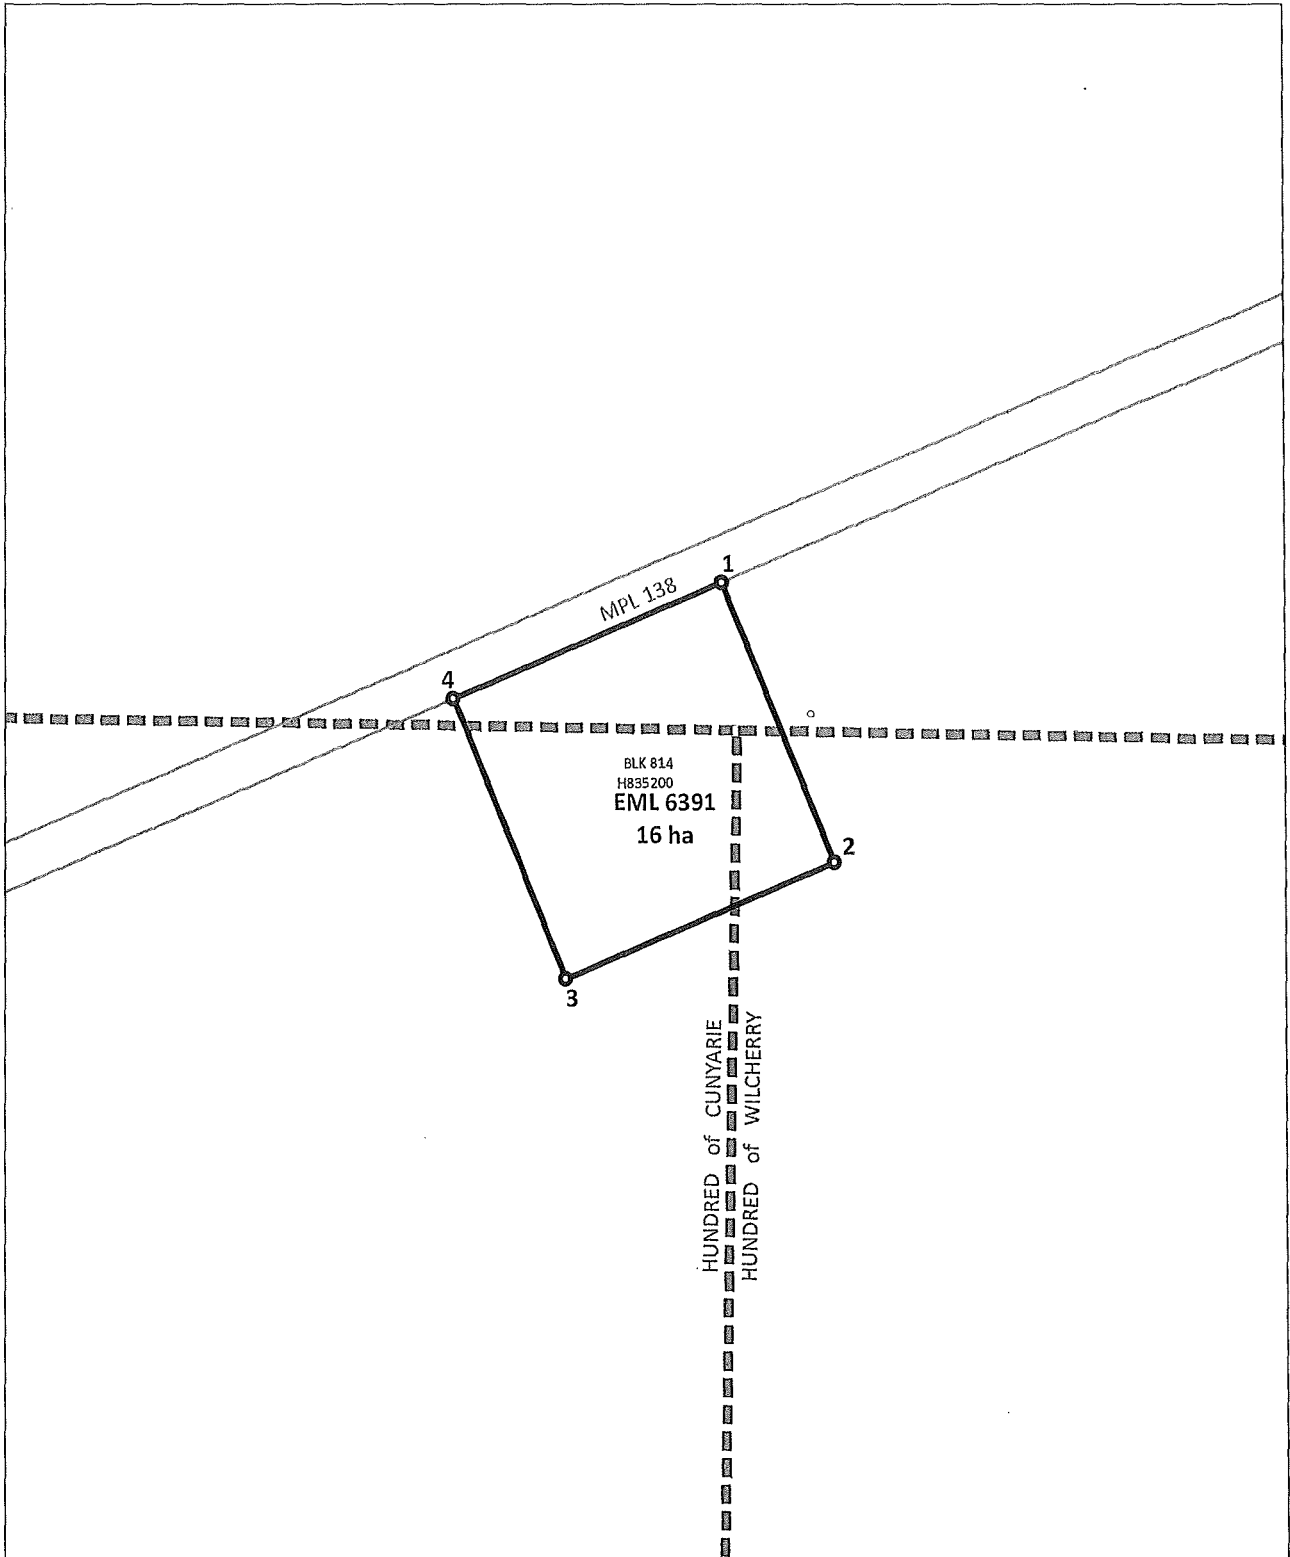 1
MPL 138
4
BLK 814
H835200
EML 6391
16 ha
2
3
HUNDRED of CUNYARIE
HUNDRED of WILCHERRY